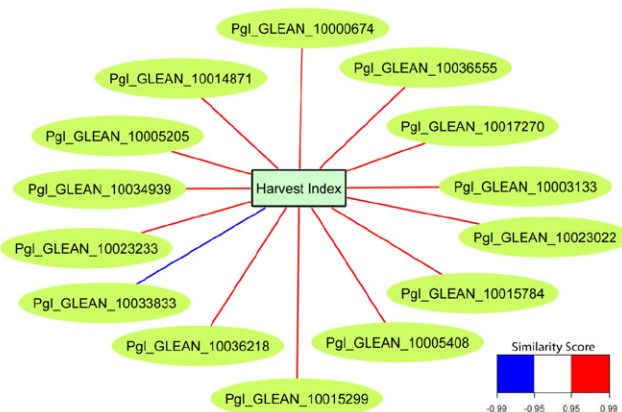 Pgl_GLEAN_10000674
Pgl_GLEAN_10036555
Pgl_GLEAN_10014871
Pgl_GLEAN_10017270
Pgl_GLEAN_10005205
Harvest Index
Pgl_GLEAN_10034939
Pgl_GLEAN_10003133
Pgl_GLEAN_10023022
Pgl_GLEAN_10023233
Pgl_GLEAN_10015784
Pgl_GLEAN_10033833
Pgl_GLEAN_10005408
Pgl_GLEAN_10036218
Pgl_GLEAN_10015299
Similarity Score
-0.99 -0.95 0.95 0.99